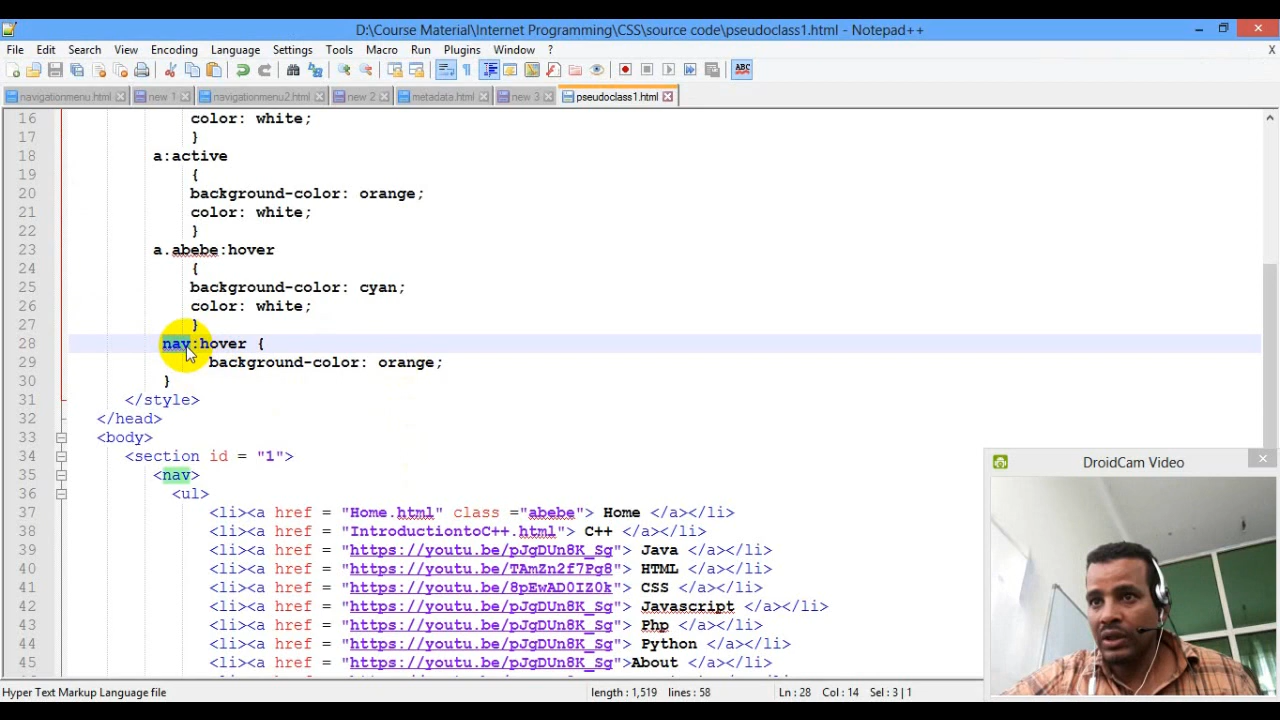 D:\Course Material\Internet Programming\CSS\source code\pseudoclass1.html - Notepad++
File Edit Search View Encoding Language Settings Tools Macro Run Plugins Window ? X
ABC
navigationmenu.html new 1 navigationmenu2.html new 2 metadata.html new 3 pseudoclass1.html
16 color: white;
17 }
18 a:active
19 {
20 background-color: orange;
21 color: white;
22 }
23 a.abebe:hover
24 {
25 background-color: cyan;
26 color: white;
27 }
28 nav:hover {
29 background-color: orange;
30 }
31 </style>
32 </head>
33 <body>
34 <section id = "1">
35 <nav>
36 <ul>
37 <li><a href = "Home.html" class ="abebe"> Home </a></li>
38 <li><a href = "IntroductiontoC++.html"> C++ </a></li>
39 <li><a href = "https://youtu.be/pJgDUn8K_Sg"> Java </a></li>
40 <li><a href = "https://youtu.be/TAmZn2f7Pg8"> HTML </a></li>
41 <li><a href = "https://youtu.be/8pEwAD0IZ0k"> CSS </a></li>
42 <li><a href = "https://youtu.be/pJgDUn8K_Sg"> Javascript </a></li>
43 <li><a href = "https://youtu.be/pJgDUn8K_Sg"> Php </a></li>
44 <li><a href = "https://youtu.be/pJgDUn8K_Sg"> Python </a></li>
45 <li><a href = "https://youtu.be/pJgDUn8K_Sg">About </a></li>
DroidCam Video
Hyper Text Markup Language file length : 1,519 lines : 58 Ln : 28 Col : 14 Sel : 3 | 1